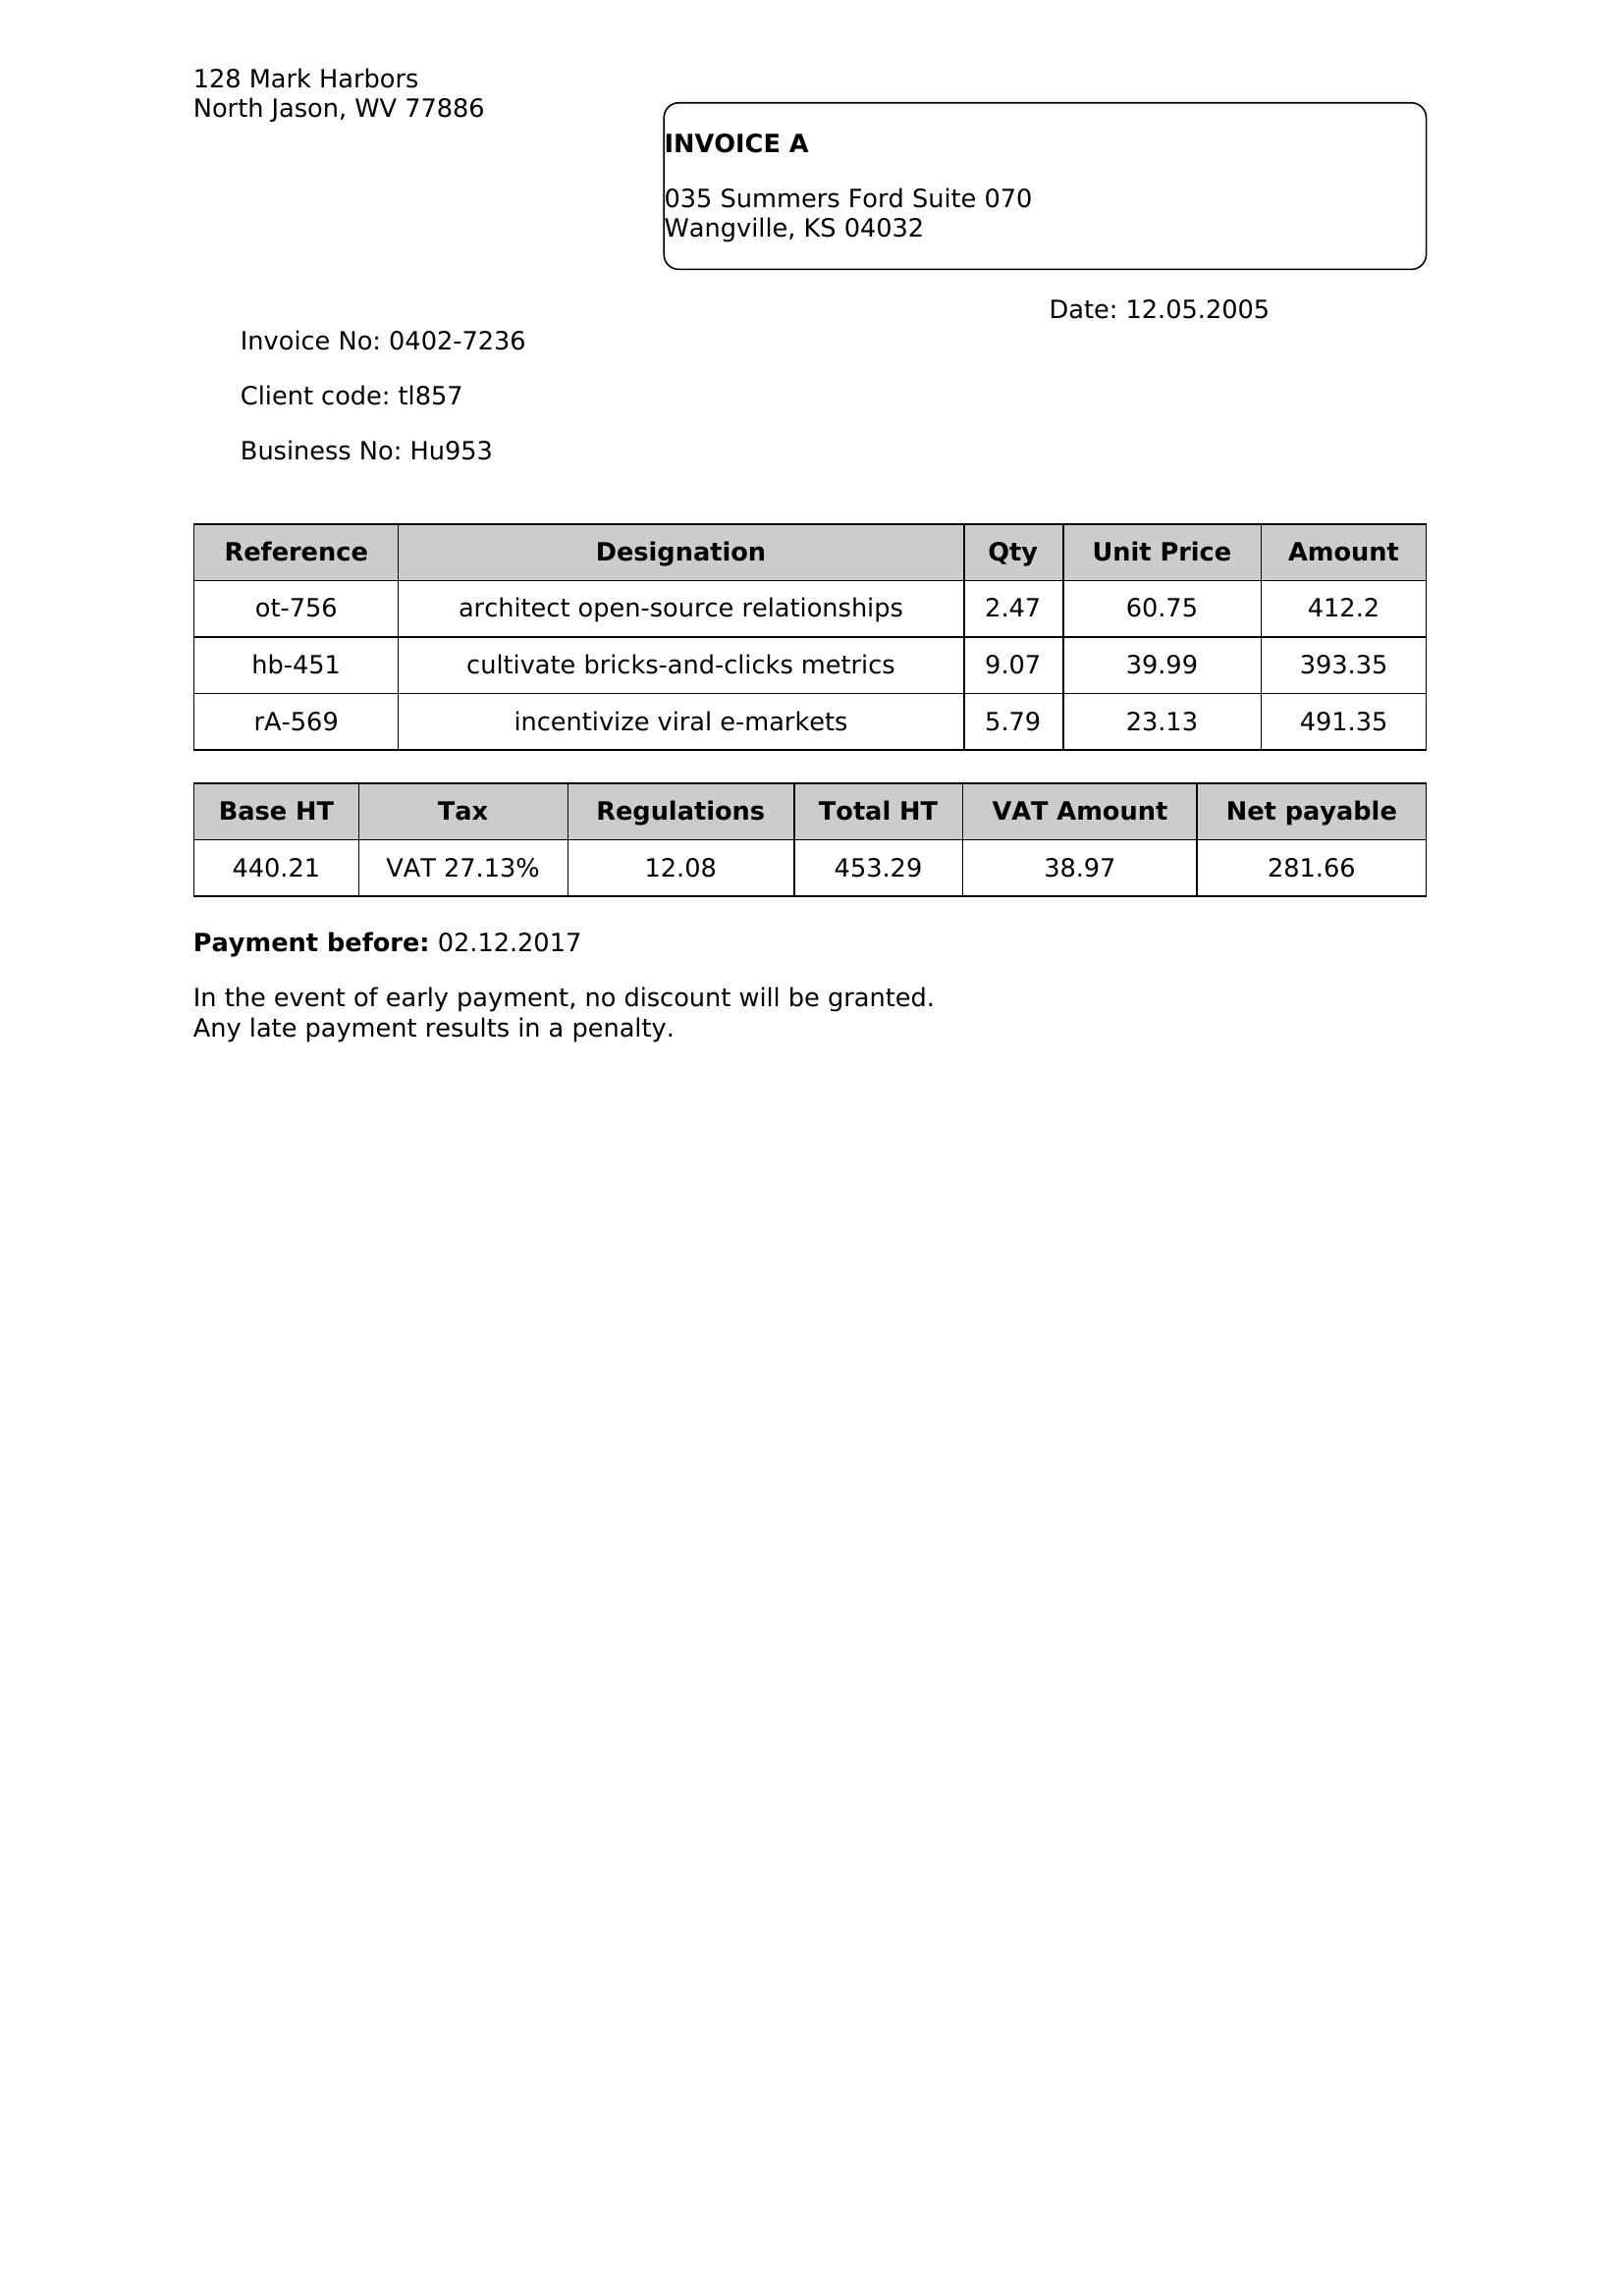 128 Mark Harbors
North Jason, WV 77886
INVOICE A
035 Summers Ford Suite 070
Wangville, KS 04032
Date: 12.05.2005
Invoice No: 0402-7236
Client code: tl857
Business No: Hu953
Reference Designation Qty Unit Price Amount
ot-756 architect open-source relationships 2.47 60.75 412.2
hb-451 cultivate bricks-and-clicks metrics 9.07 39.99 393.35
rA-569 incentivize viral e-markets 5.79 23.13 491.35
Base HT Tax Regulations Total HT VAT Amount Net payable
440.21 VAT 27.13% 12.08 453.29 38.97 281.66
Payment before: 02.12.2017
In the event of early payment, no discount will be granted.
Any late payment results in a penalty.